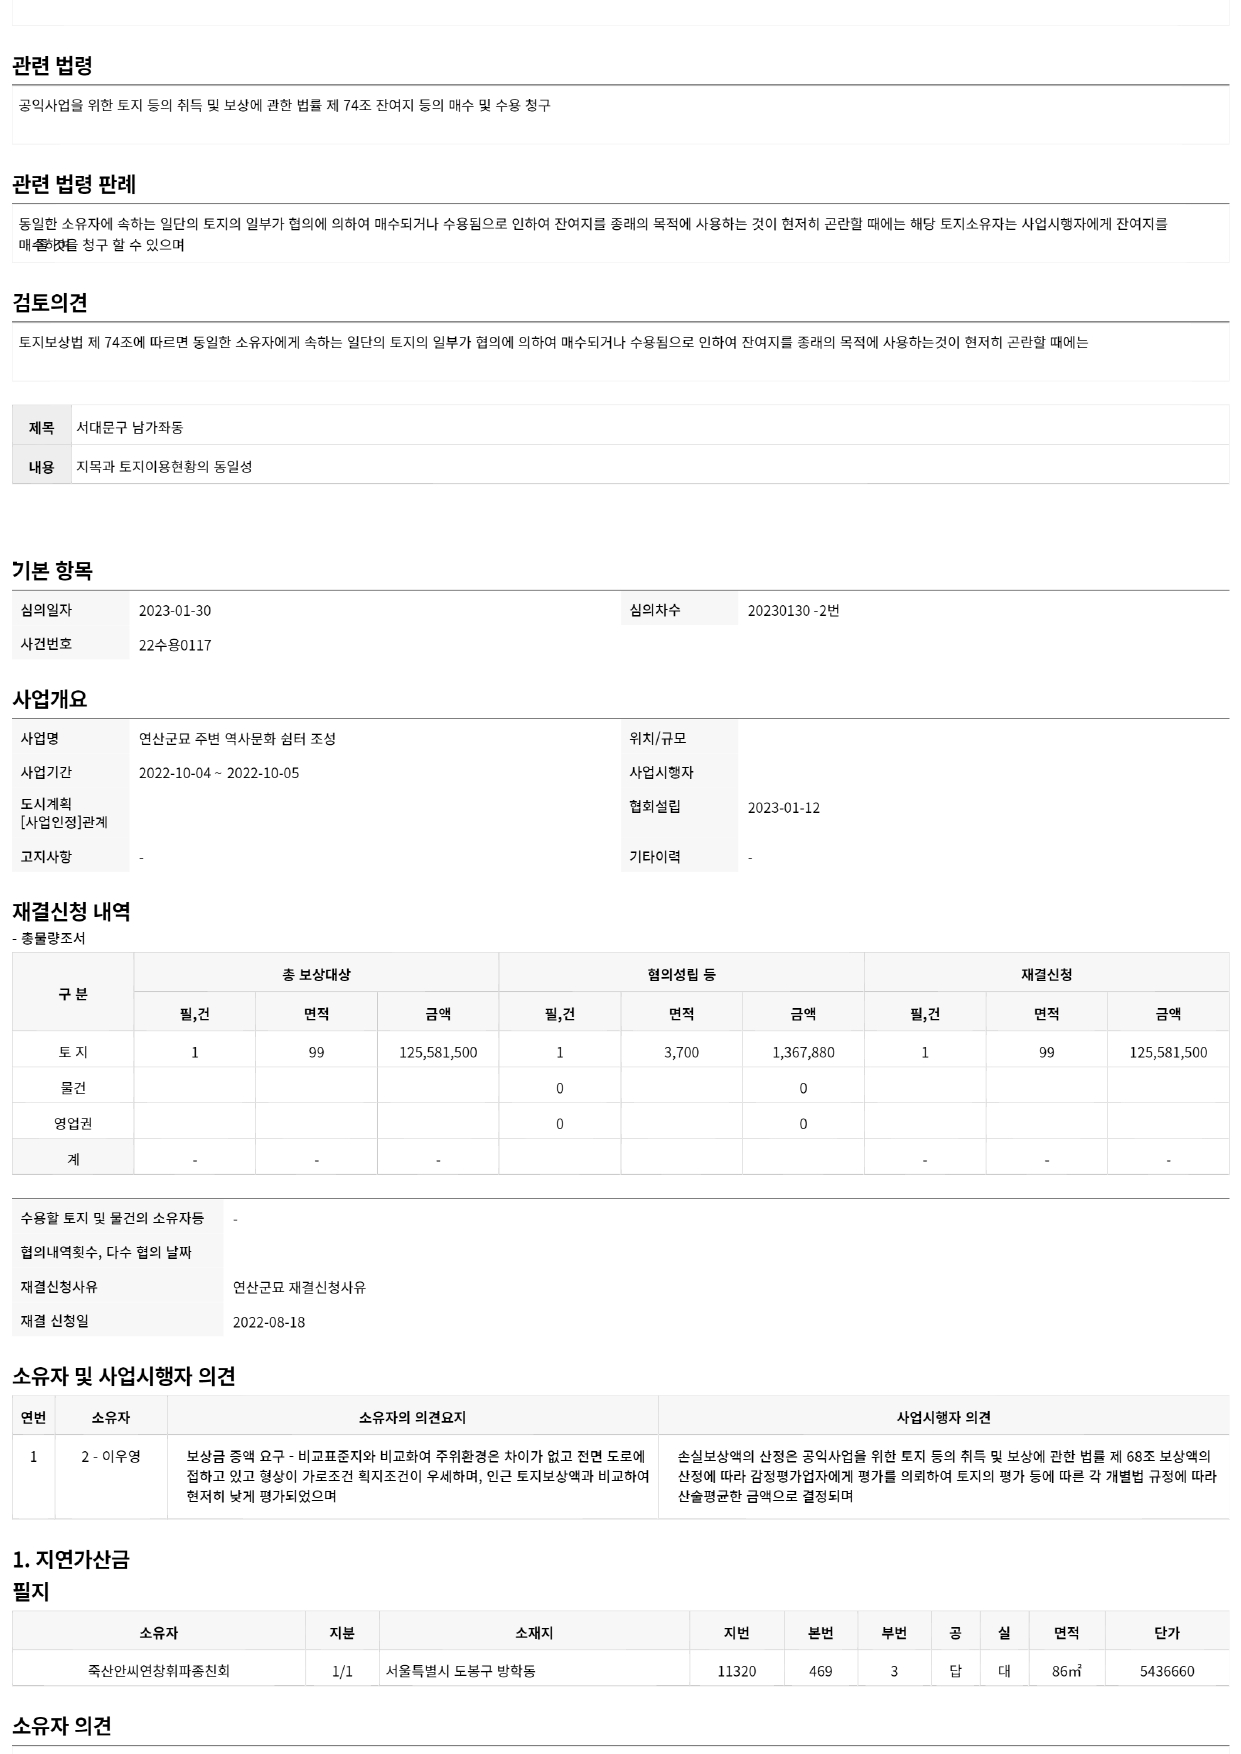 관련 법령
공익사업을 위한 토지 등의 취득 및 보상에 관한 법률 제 74조 잔여지 등의 매수 및 수용 청구
관련 법령 판례
동일한 소유자에 속하는 일단의 토지의 일부가 협의에 의하여 매수되거나 수용됨으로 인하여 잔여지를 종래의 목적에 사용하는 것이 현저히 곤란할 때에는 해당 토지소유자는 사업시행자에게 잔여지를
청구 할 수 있으며
검토의견
토지보상법 제 74조에 따르면 동일한 소유자에게 속하는 일단의 토지의 일부가 협의에 의하여 매수되거나 수용됨으로 인하여 잔여지를 종래의 목적에 사용하는것이 현저히 곤란할 때에는
제목 서대문구 남가좌동
내용 지목과 토지이용현황의 동일성
기본 항목
심의일자 2023-01-30 심의차수 20230130 -2번
사건번호 22수용0117
사업개요
사업명 연산군묘 주변 역사문화 쉼터 조성 위치/규모
사업기간 2022-10-04 ~ 2022-10-05 사업시행자
도시계획
[사업인정]관계 협회설립 2023-01-12
고지사항 - 기타이력 -
재결신청 내역
- 총물량조서
구 분 총 보상대상 협의성립 등 재결신청
필,건 면적 금액 필,건 면적 금액 필,건 면적 금액
토 지 1 99 125,581,500 1 3,700 1,367,880 1 99 125,581,500
물건 0 0
영업권 0 0
계 - - - - - -
수용할 토지 및 물건의 소유자등 -
협의내역횟수, 다수 협의 날짜
재결신청사유 연산군묘 재결신청사유
재결 신청일 2022-08-18
소유자 및 사업시행자 의견
연번 소유자 소유자의 의견요지 사업시행자 의견
1 2 - 이우영 보상금 증액 요구 - 비교표준지와 비교화여 주위환경은 차이가 없고 전면 도로에 손실보상액의 산정은 공익사업을 위한 토지 등의 취득 및 보상에 관한 법률 제 68조 보상액의
접하고 있고 형상이 가로조건 획지조건이 우세하며, 인근 토지보상액과 비교하여 산정에 따라 감정평가업자에게 평가를 의뢰하여 토지의 평가 등에 따른 각 개별법 규정에 따라
현저히 낮게 평가되었으며 산술평균한 금액으로 결정되며
1. 지연가산금
필지
소유자 지분 소재지 지번 본번 부번 공 실 면적 단가
죽산안씨연창휘파종친회 1/1 서울특별시 도봉구 방학동 11320 469 3 답 대 86㎡ 5436660
소유자 의견